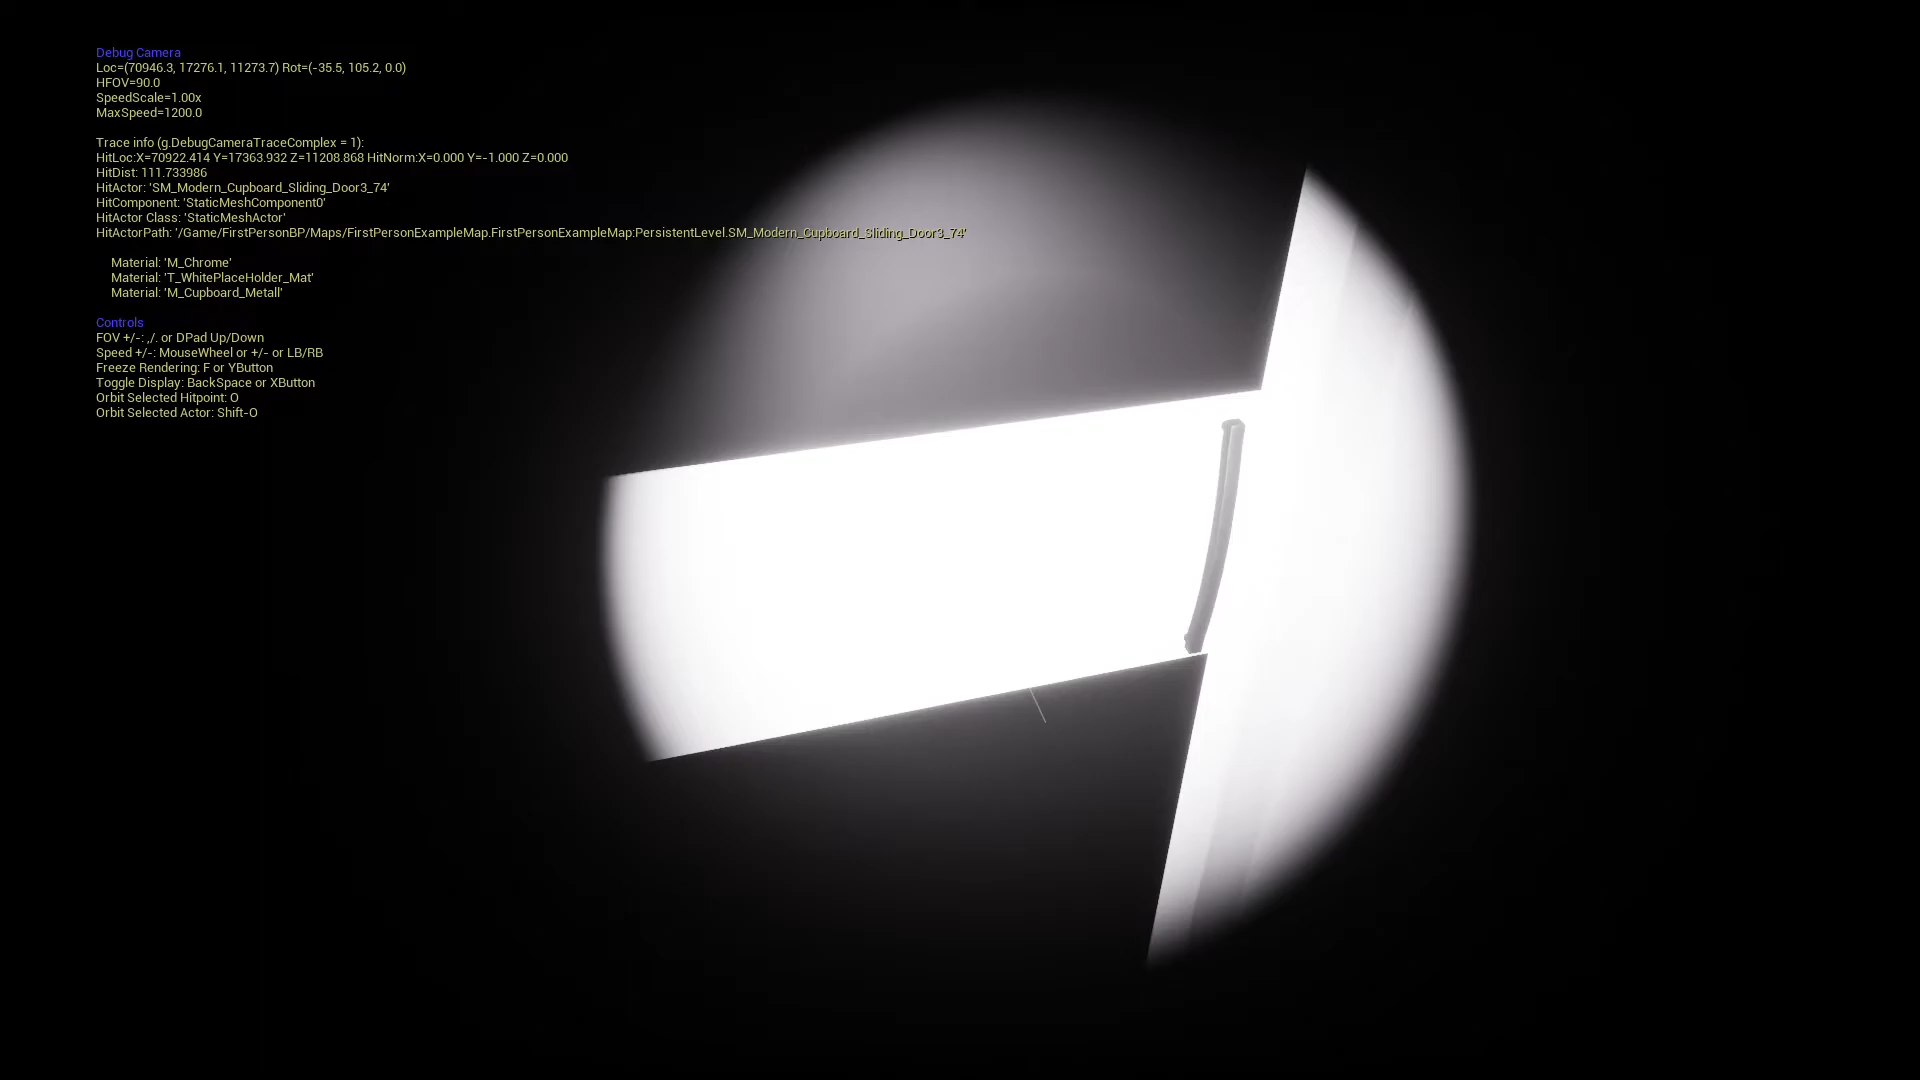 Debug Camera
Loc=(70946.3, 17276.1, 11273.7) Rot=(-35.5, 105.2, 0.0)
HFOV=90.0
SpeedScale=1.00x
MaxSpeed=1200.0
Trace info (g.DebugCameraTraceComplex = 1):
HitLoc:X=70922.414 Y=17363.932 Z=11208.868 HitNorm:X=0.000 Y=-1.000 Z=0.000
HitDist: 111.733986
HitActor: 'SM_Modern_Cupboard_Sliding_Door3_74'
HitComponent: 'StaticMeshComponent0'
HitActor Class: 'StaticMeshActor'
HitActorPath: '/Game/FirstPersonBP/Maps/FirstPersonExampleMap.FirstPersonExampleMap:PersistentLevel.SM_Modern_Cupboard_Sliding_Door3_74'
Material: 'M_Chrome'
Material: 'T_WhitePlaceHolder_Mat'
Material: 'M_Cupboard_Metall'
Controls
FOV +/-: ,/. or DPad Up/Down
Speed +/-: MouseWheel or +/- or LB/RB
Freeze Rendering: F or YButton
Toggle Display: BackSpace or XButton
Orbit Selected Hitpoint: O
Orbit Selected Actor: Shift-O